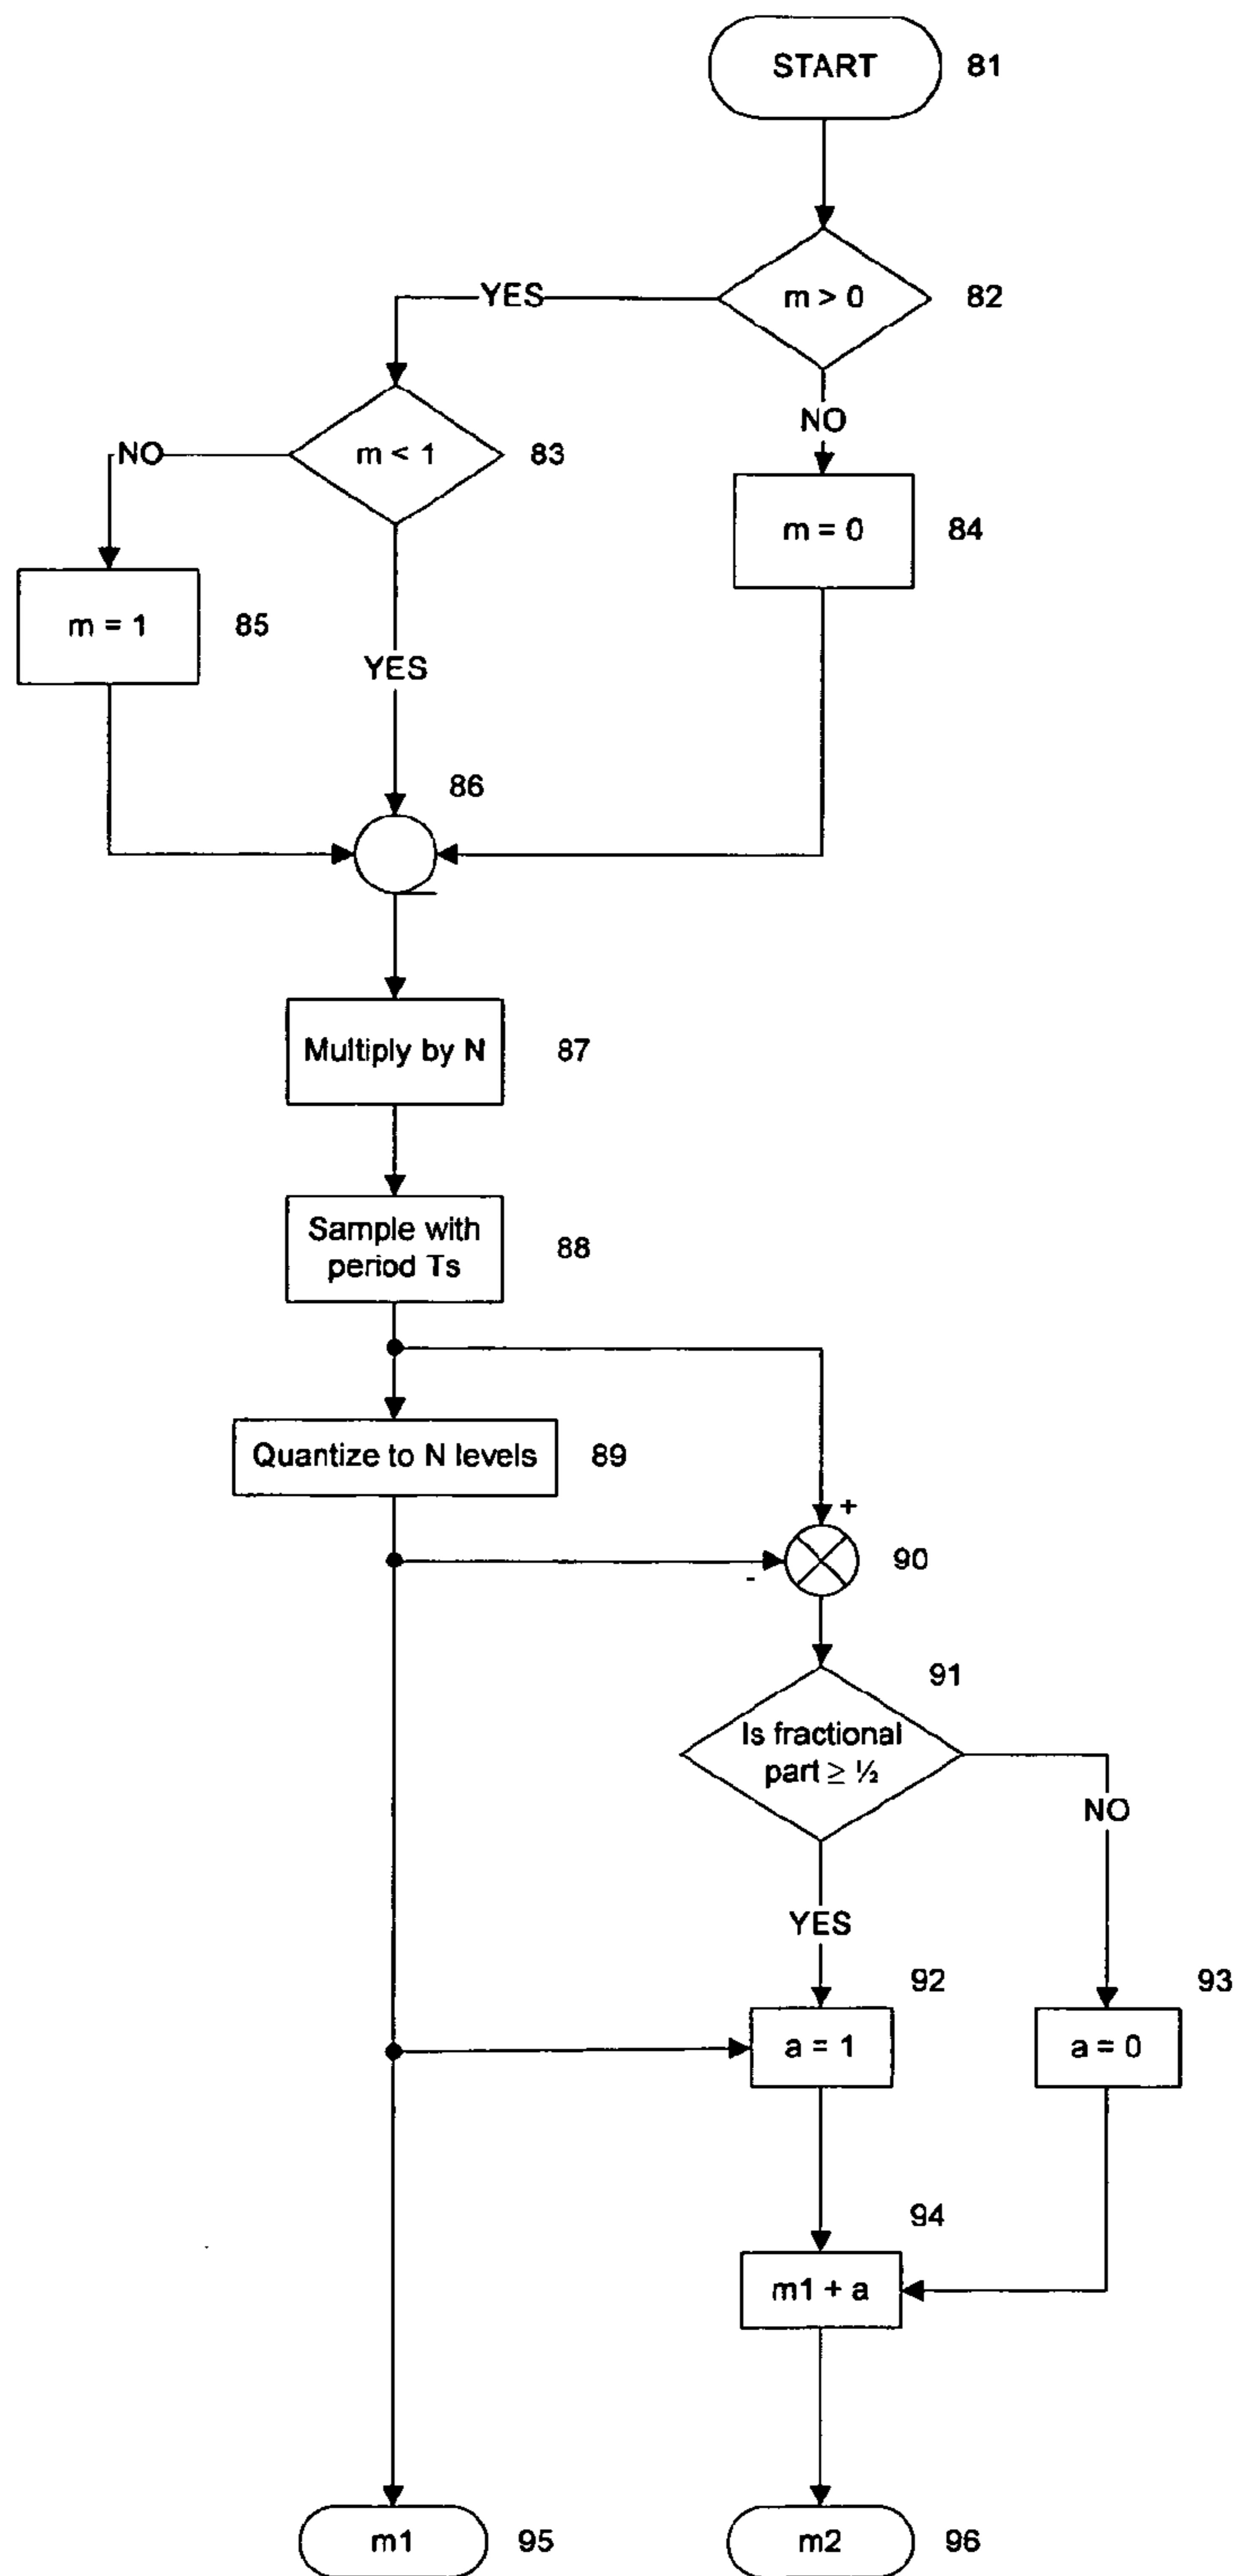 START 81
m > 0 82
YES
NO
m < 1 83
NO
m = 0 84
m = 1 85
YES
86
Multiply by N 87
Sample with
period Ts
88
Quantize to N levels 89
+
-
90
91
Is fractional
part ≥ ½
NO
YES
92
93
a = 1
a = 0
94
m1 + a
m1 95
m2 96